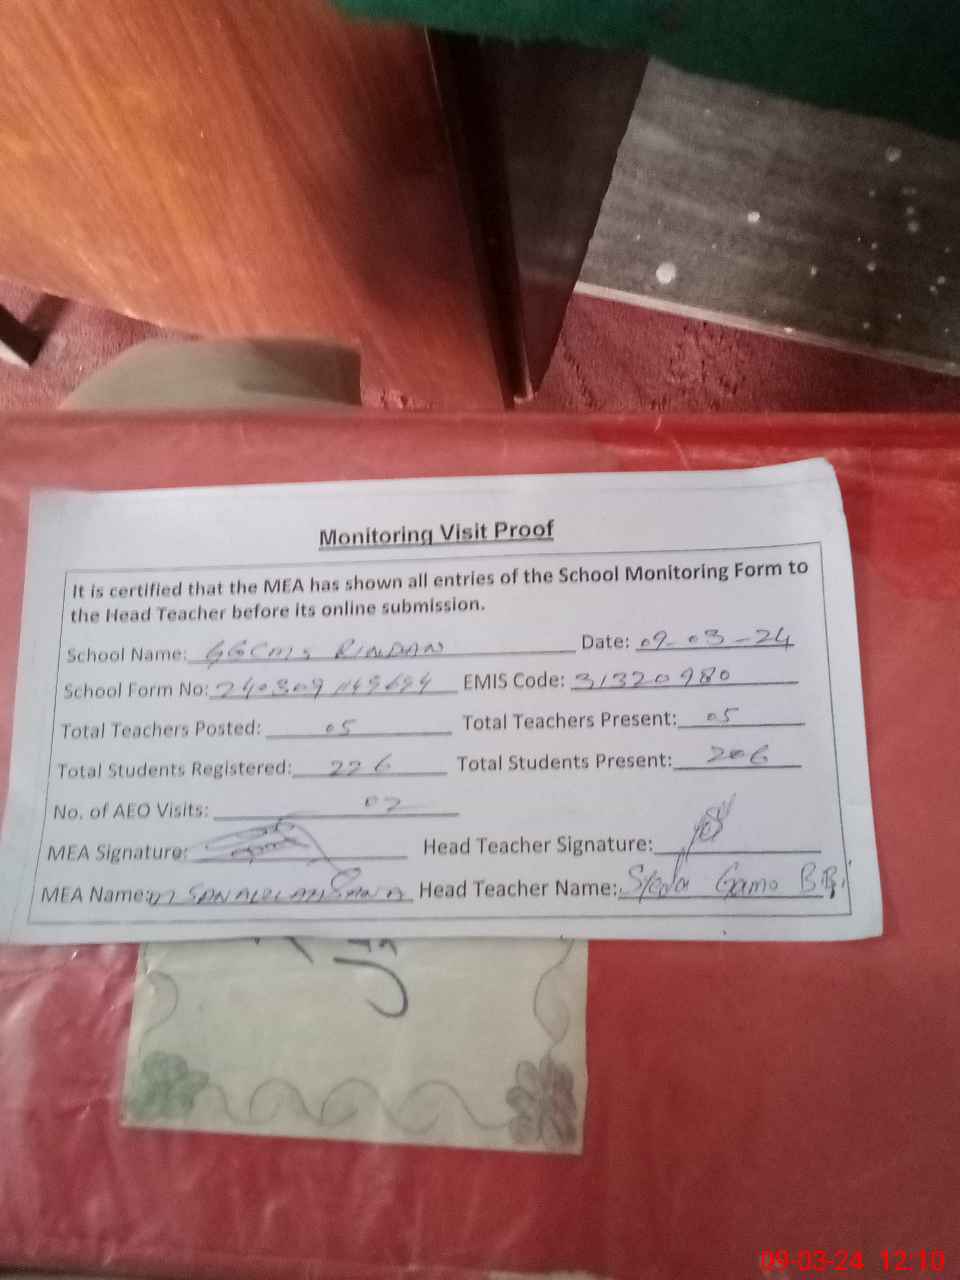 Monitoring Visit Proof
It is certified that the MEA has shown all entries of the School Monitoring Form to
the Head Teacher before its online submission.
School Name: GGCMS RINDAN Date: 09-03-24
School Form No: EMIS Code: 31320980
Total Teachers Posted: 05 Total Teachers Present: 05
Total Students Registered: 226 Total Students Present: 206
No. of AEO Visits: 02
MEA Signature: Head Teacher Signature:
MEA Name: Head Teacher Name:
09-03-24 12:10